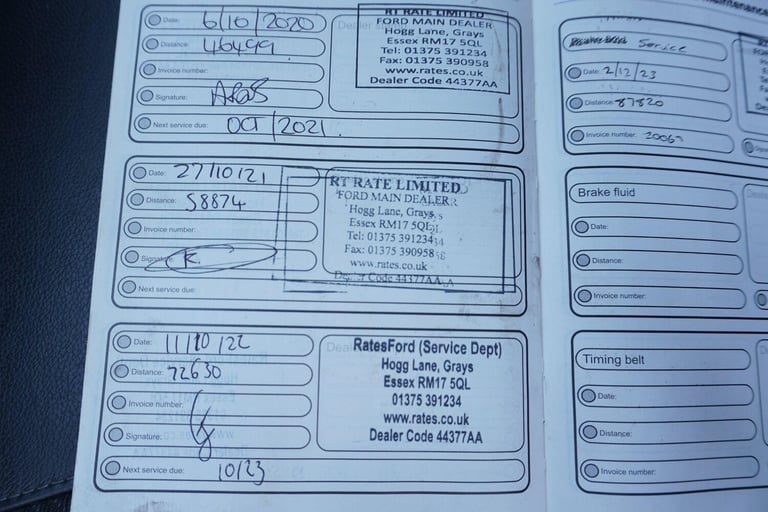 Date: 6/10/2020
Distance: 46499
Invoice number:
Signature:
Next service due: OCT/2021.
Dealer
RT RATE LIMITED
FORD MAIN DEALER
Hogg Lane, Grays
Essex RM17 5QL
Tel: 01375 391234
Fax: 01375 390958
www.rates.co.uk
Dealer Code 44377AA
Date: 27/10/21
Distance: 58874
Invoice number:
Signature:
Next service due:
RT RATE LIMITED
FORD MAIN DEALER
Hogg Lane, Grays
Essex RM17 5QL
Tel: 01375 391234
Fax: 01375 390958
www.rates.co.uk
Dealer Code 44377AA
Date: 11/10/22
Distance: 72630
Invoice number:
Signature:
Next service due: 10/23
RatesFord (Service Dept)
Hogg Lane, Grays
Essex RM17 5QL
01375 391234
www.rates.co.uk
Dealer Code 44377AA
Service
Date: 2/12/23
Distance: 87820
Invoice number:
Brake fluid
Date:
Distance:
Invoice number:
Timing belt
Date:
Distance:
Invoice number: